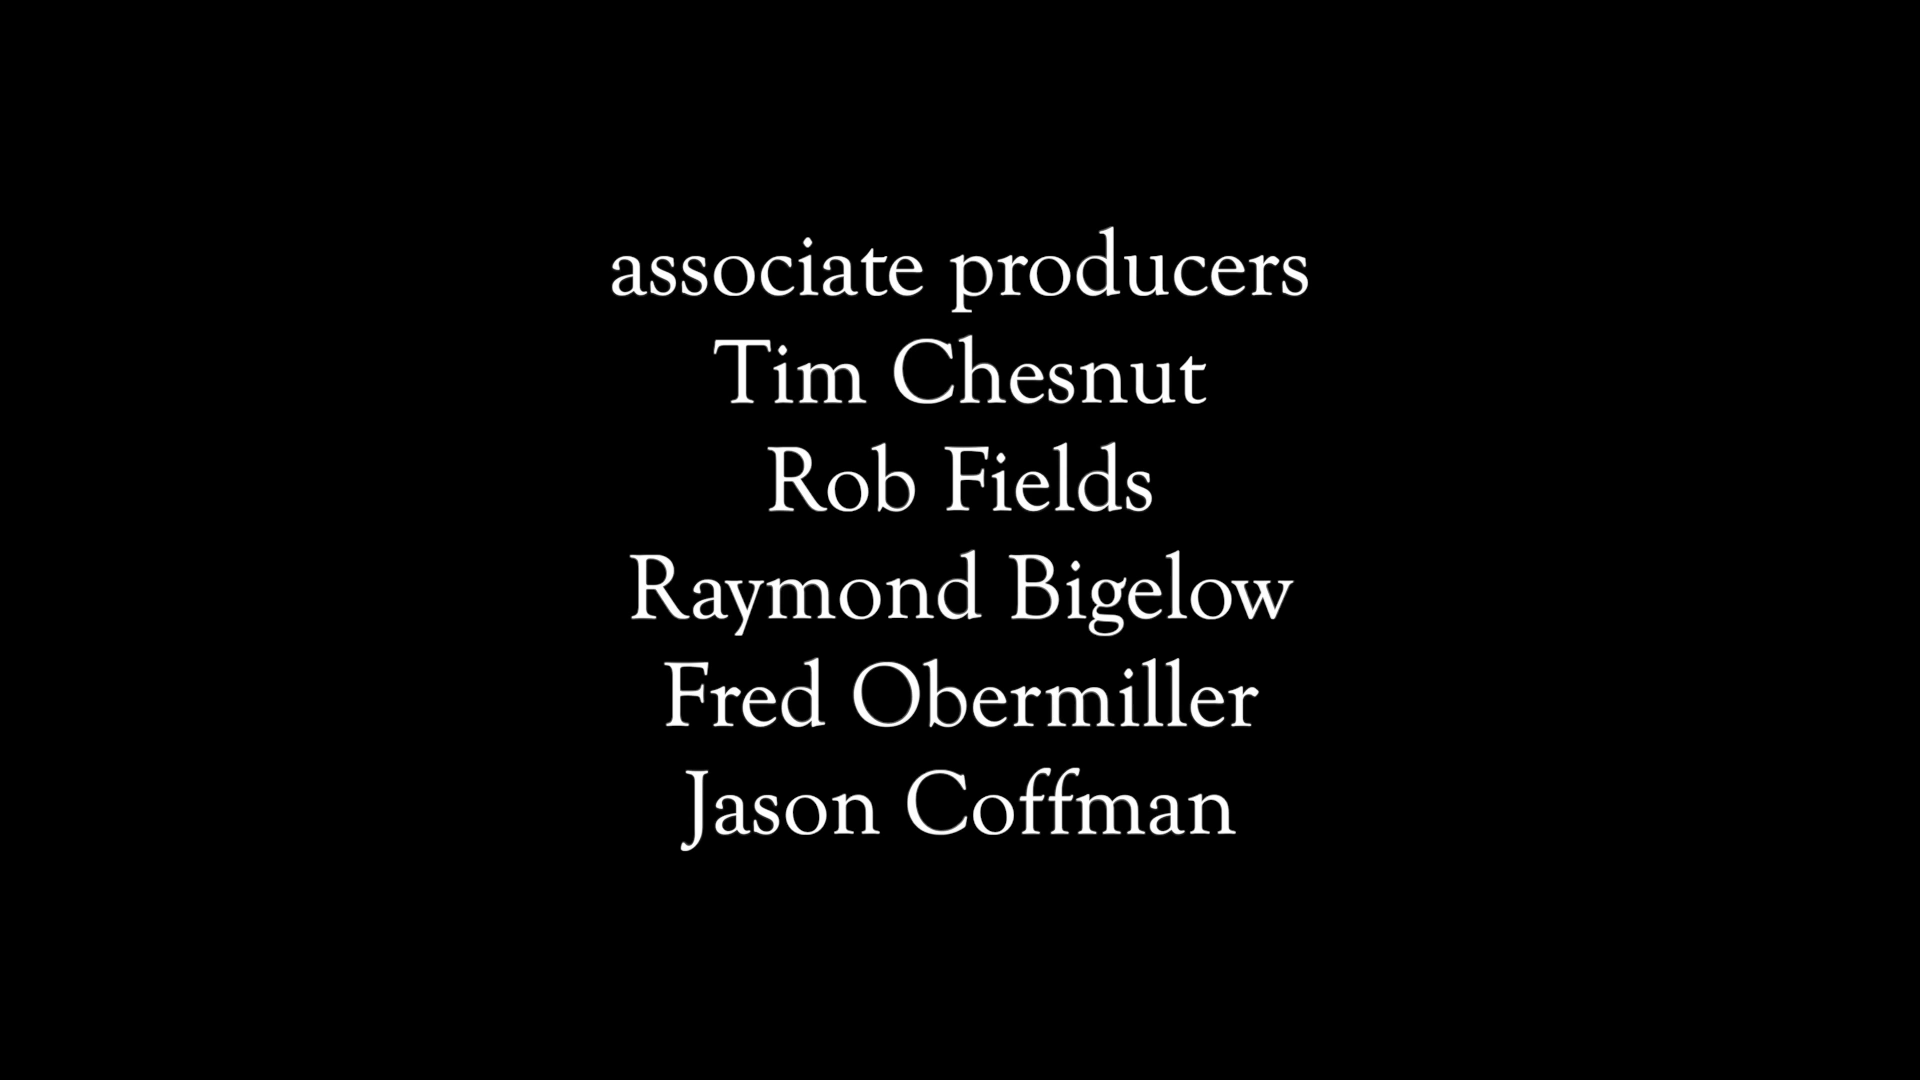 associate producers
Tim Chesnut
Rob Fields
Raymond Bigelow
Fred Obermiller
Jason Coffman